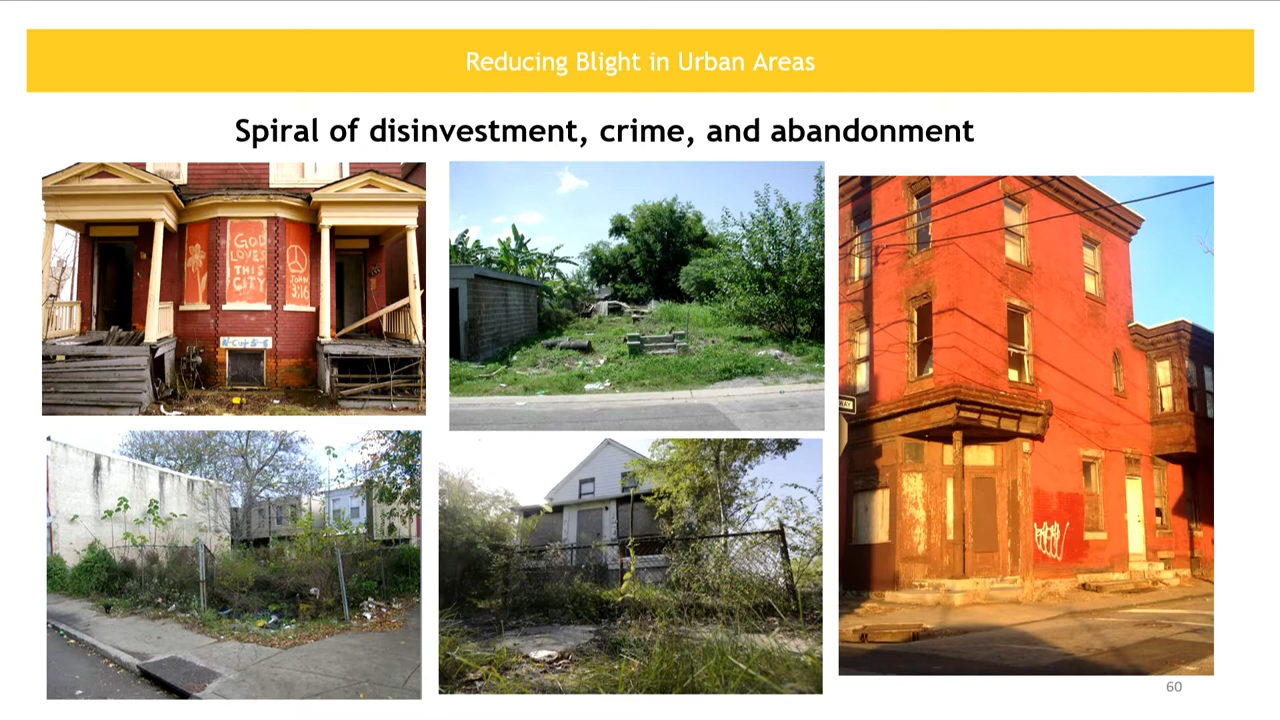 Reducing Blight in Urban Areas
Spiral of disinvestment, crime, and abandonment
GOD
LOVES
THIS
CITY
JOHN
3:16
WAY
60